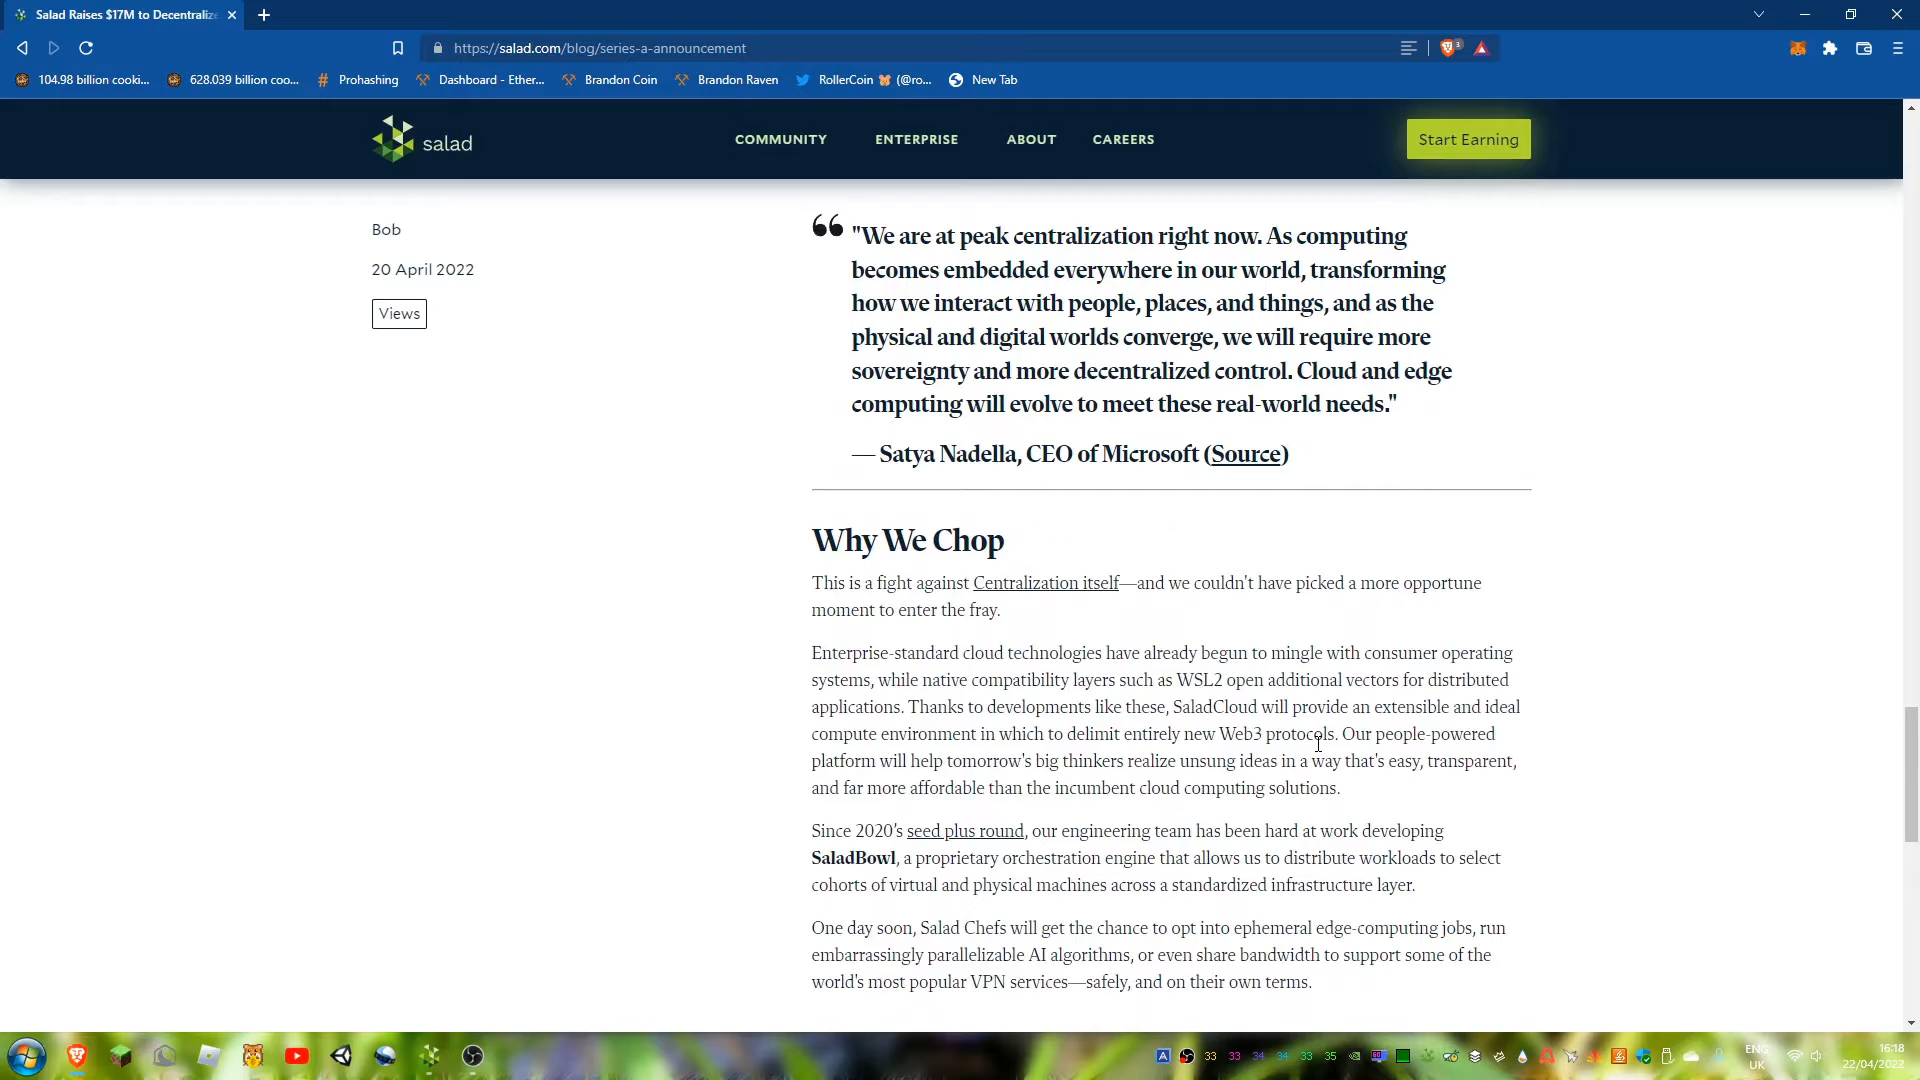 Salad Raises $17M to Decentraliz
https://salad.com/blog/series-a-announcement
3
104.98 billion cooki...
628.039 billion coo...
Prohashing
Dashboard - Ether...
Brandon Coin
Brandon Raven
RollerCoin 🐹 (@ro...
New Tab
salad
COMMUNITY
ENTERPRISE
ABOUT
CAREERS
Start Earning
Bob
20 April 2022
Views
"We are at peak centralization right now. As computing
becomes embedded everywhere in our world, transforming
how we interact with people, places, and things, and as the
physical and digital worlds converge, we will require more
sovereignty and more decentralized control. Cloud and edge
computing will evolve to meet these real-world needs."
— Satya Nadella, CEO of Microsoft (Source)
Why We Chop
This is a fight against Centralization itself—and we couldn't have picked a more opportune
moment to enter the fray.
Enterprise-standard cloud technologies have already begun to mingle with consumer operating
systems, while native compatibility layers such as WSL2 open additional vectors for distributed
applications. Thanks to developments like these, SaladCloud will provide an extensible and ideal
compute environment in which to delimit entirely new Web3 protocols. Our people-powered
platform will help tomorrow's big thinkers realize unsung ideas in a way that's easy, transparent,
and far more affordable than the incumbent cloud computing solutions.
Since 2020's seed plus round, our engineering team has been hard at work developing
SaladBowl, a proprietary orchestration engine that allows us to distribute workloads to select
cohorts of virtual and physical machines across a standardized infrastructure layer.
One day soon, Salad Chefs will get the chance to opt into ephemeral edge-computing jobs, run
embarrassingly parallelizable AI algorithms, or even share bandwidth to support some of the
world's most popular VPN services—safely, and on their own terms.
33 33 34 34 33 35
ENG
UK
16:18
22/04/2022